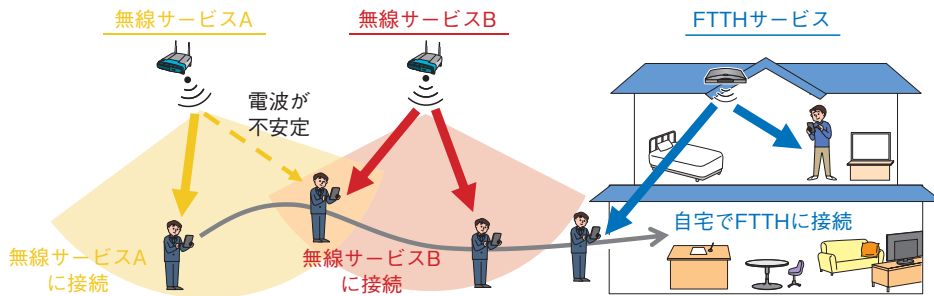 無線サービスA
無線サービスB
FTTHサービス
電波が
不安定
無線サービスA
に接続
無線サービスB
に接続
自宅でFTTHに接続